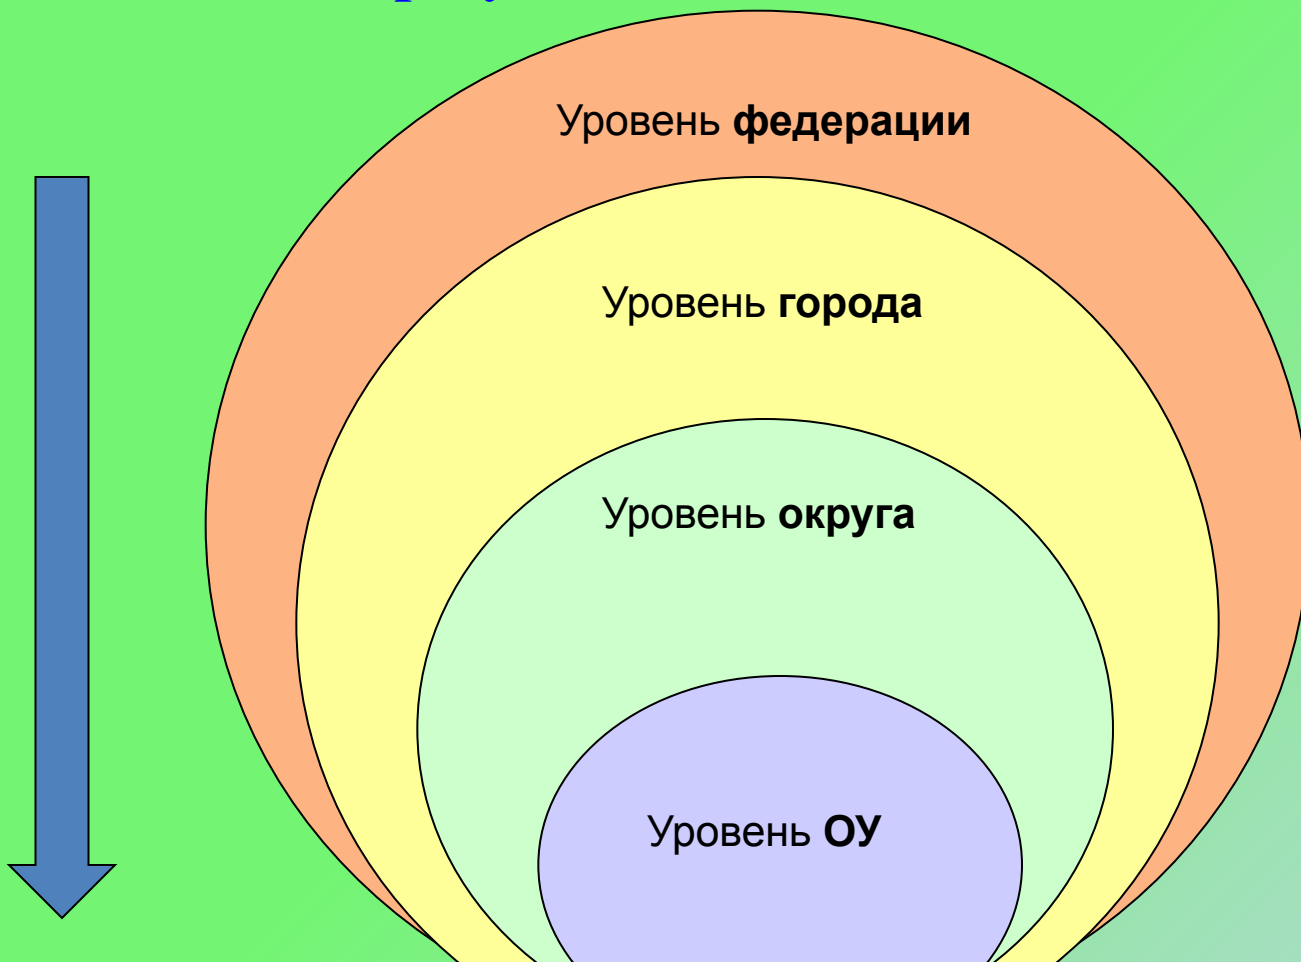 Уровень федерации
Уровень города
Уровень округа
Уровень ОУ